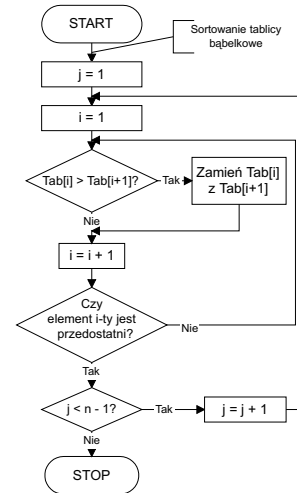 START
Sortowanie tablicy
bąbelkowe
j = 1
i = 1
Tab[i] > Tab[i+1]?
Tak
Zamień Tab[i]
z Tab[i+1]
Nie
i = i + 1
Czy
element i-ty jest
przedostatni?
Nie
Tak
j < n - 1?
Tak
j = j + 1
Nie
STOP